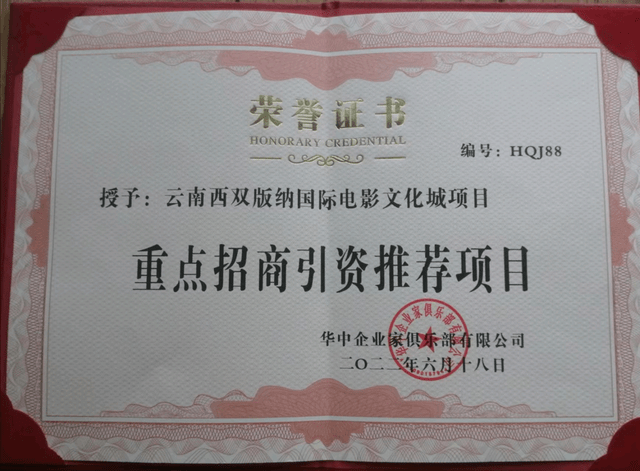 荣誉证书
HONORARY CREDENTIAL
编号：HQJ88
授予：云南西双版纳国际电影文化城项目
重点招商引资推荐项目
华中企业家俱乐部有限公司
二〇二二年六月十八日